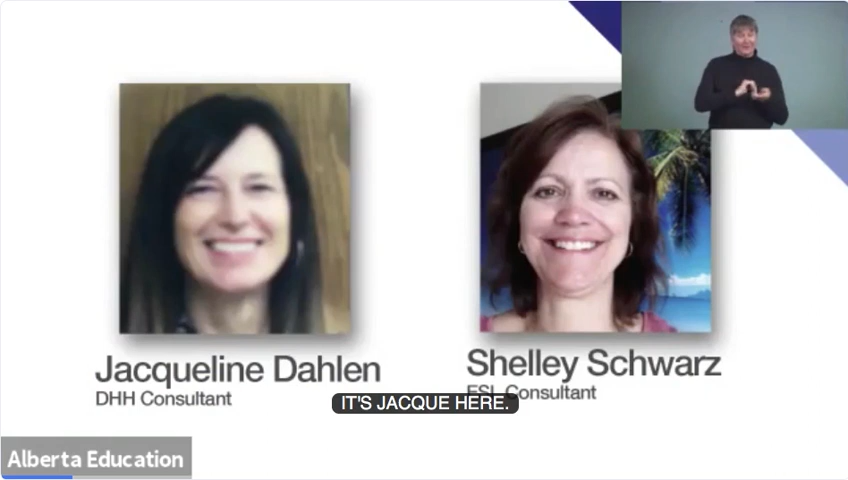 Jacqueline Dahlen
DHH Consultant
Shelley Schwarz
ESL Consultant
IT'S JACQUE HERE.
Alberta Education